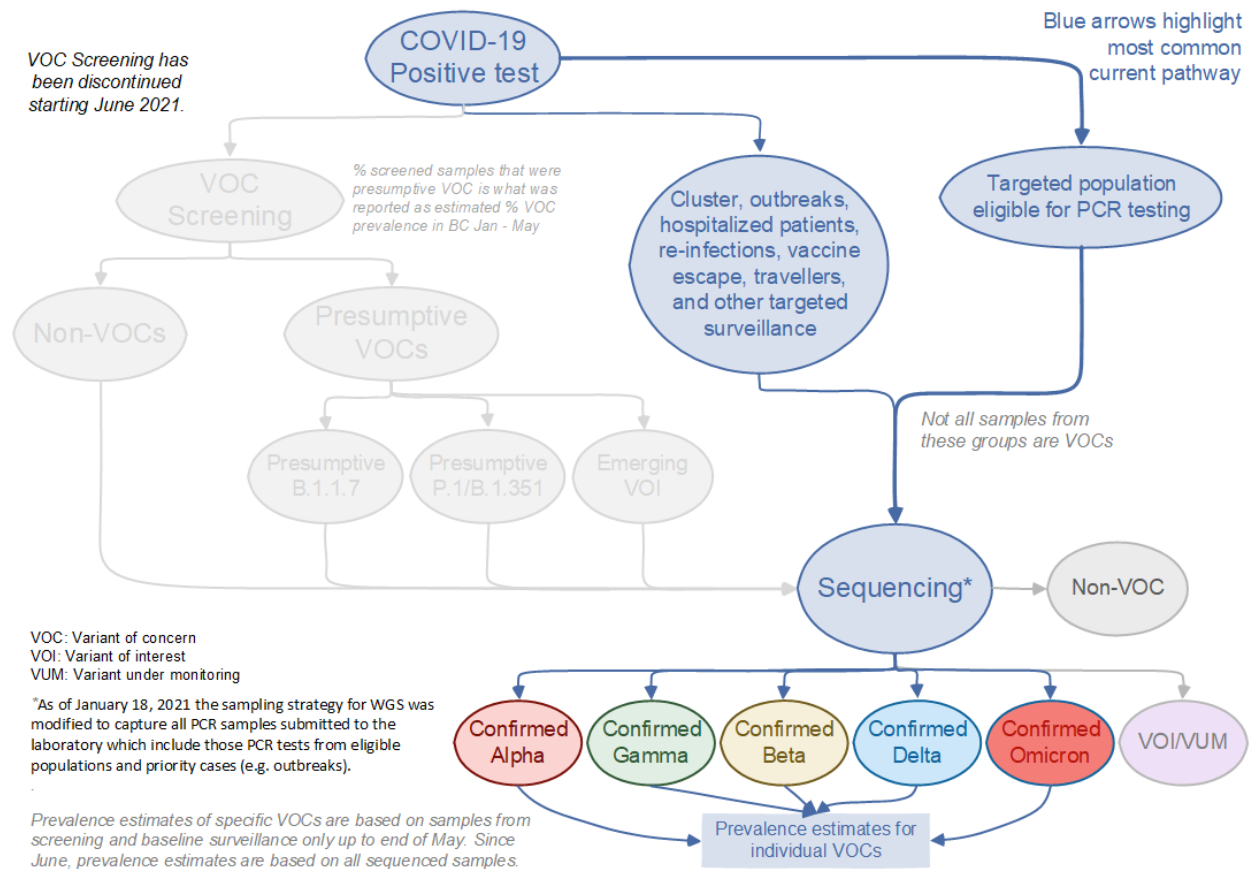 COVID-19
Positive test
Blue arrows highlight
most common
current pathway
VOC Screening has
been discontinued
starting June 2021.
VOC
Screening
% screened samples that were
presumptive VOC is what was
reported as estimated % VOC
prevalence in BC Jan - May
Cluster, outbreaks,
hospitalized patients,
re-infections, vaccine
escape, travellers,
and other targeted
surveillance
Targeted population
eligible for PCR testing
Non-VOCs
Presumptive
VOCs
Not all samples from
these groups are VOCs
Presumptive
B.1.1.7
Presumptive
P.1/B.1.351
Emerging
VOI
Sequencing*
Non-VOC
VOC: Variant of concern
VOI: Variant of interest
VUM: Variant under monitoring
*As of January 18, 2021 the sampling strategy for WGS was
modified to capture all PCR samples submitted to the
laboratory which include those PCR tests from eligible
populations and priority cases (e.g. outbreaks).
.
Confirmed
Alpha
Confirmed
Gamma
Confirmed
Beta
Confirmed
Delta
Confirmed
Omicron
VOI/VUM
Prevalence estimates for
individual VOCs
Prevalence estimates of specific VOCs are based on samples from
screening and baseline surveillance only up to end of May. Since
June, prevalence estimates are based on all sequenced samples.